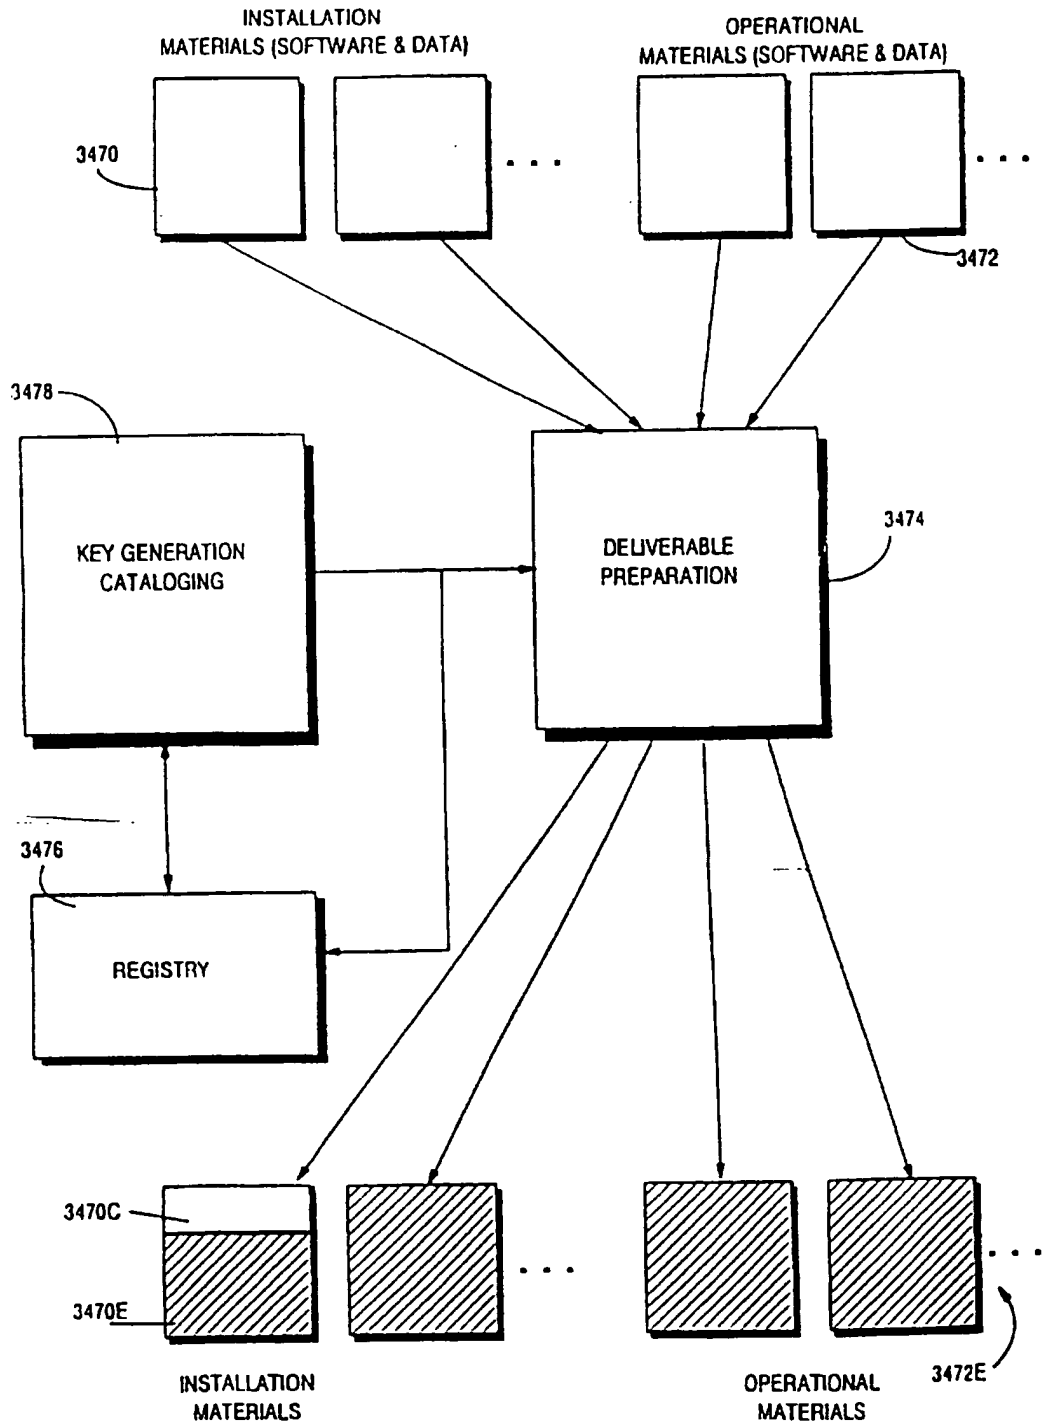 INSTALLATION
MATERIALS (SOFTWARE & DATA)
OPERATIONAL
MATERIALS (SOFTWARE & DATA)
3470
3472
3478
KEY GENERATION
CATALOGING
DELIVERABLE
PREPARATION
3474
3476
REGISTRY
3470C
3470E
3472E
INSTALLATION
MATERIALS
OPERATIONAL
MATERIALS